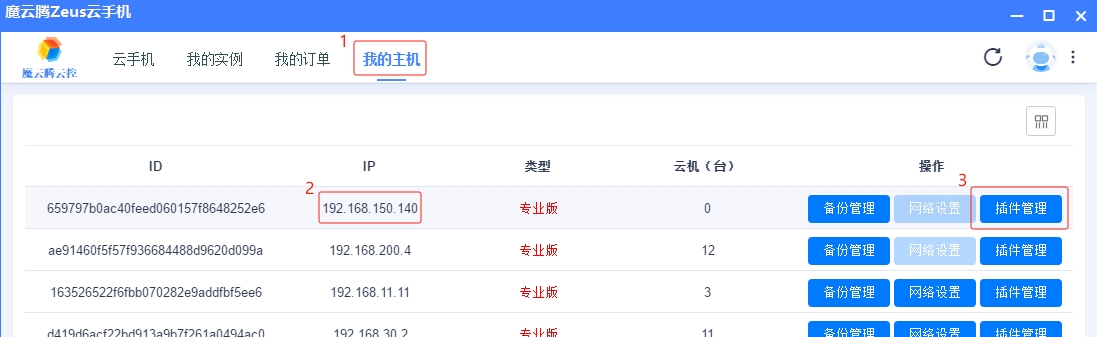 魔云腾Zeus云手机
魔云腾云控 云手机 我的实例 我的订单 1 我的主机
ID IP 类型 云机（台） 操作
2 3
659797b0ac40feed060157f8648252e6 192.168.150.140 专业版 0 备份管理 网络设置 插件管理
ae91460f5f57f936684488d9620d099a 192.168.200.4 专业版 12 备份管理 网络设置 插件管理
163526522f6fbb070282e9addfbf5ee6 192.168.11.11 专业版 3 备份管理 网络设置 插件管理
d419d6acf22bd913a9b7f261a0494ac0 192.168.30.2 专业版 11 备份管理 网络设置 插件管理